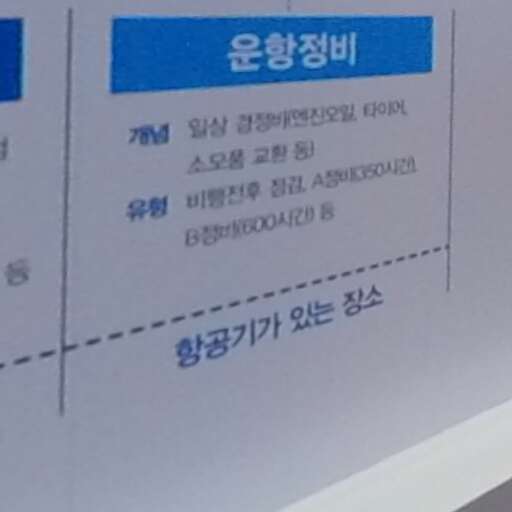 운항정비
개념 일상 경정비(엔진오일, 타이어,
소모품 교환 등)
유형 비행전후 점검, A정비(350시간),
B정비(600시간) 등
등
항공기가 있는 장소